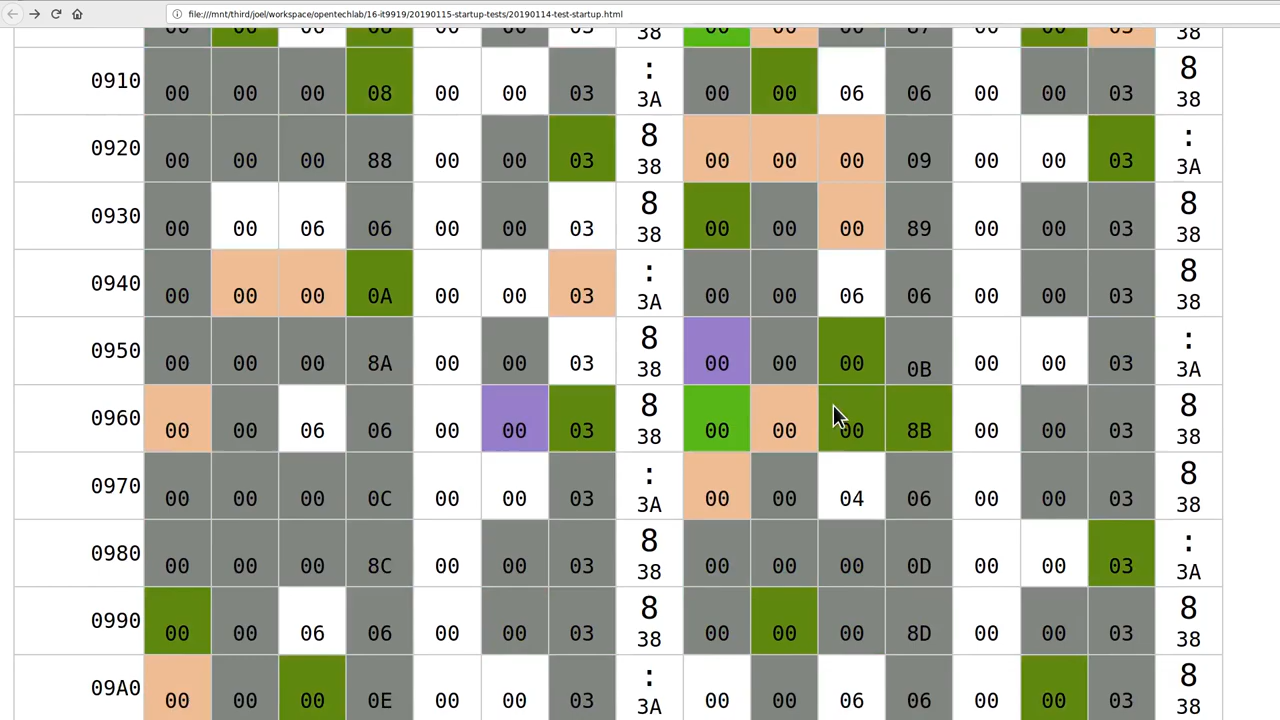 file:///mnt/third/joel/workspace/opentechlab/16-it9919/20190115-startup-tests/20190114-test-startup.html
38 38
0910 00 00 00 08 00 00 03 : 3A 00 00 06 06 00 00 03 8 38
0920 00 00 00 88 00 00 03 8 38 00 00 00 09 00 00 03 : 3A
0930 00 00 06 06 00 00 03 8 38 00 00 00 89 00 00 03 8 38
0940 00 00 00 0A 00 00 03 : 3A 00 00 06 06 00 00 03 8 38
0950 00 00 00 8A 00 00 03 8 38 00 00 00 0B 00 00 03 : 3A
0960 00 00 06 06 00 00 03 8 38 00 00 00 8B 00 00 03 8 38
0970 00 00 00 0C 00 00 03 : 3A 00 00 04 06 00 00 03 8 38
0980 00 00 00 8C 00 00 03 8 38 00 00 00 0D 00 00 03 : 3A
0990 00 00 06 06 00 00 03 8 38 00 00 00 8D 00 00 03 8 38
09A0 00 00 00 0E 00 00 03 : 3A 00 00 06 06 00 00 03 8 38